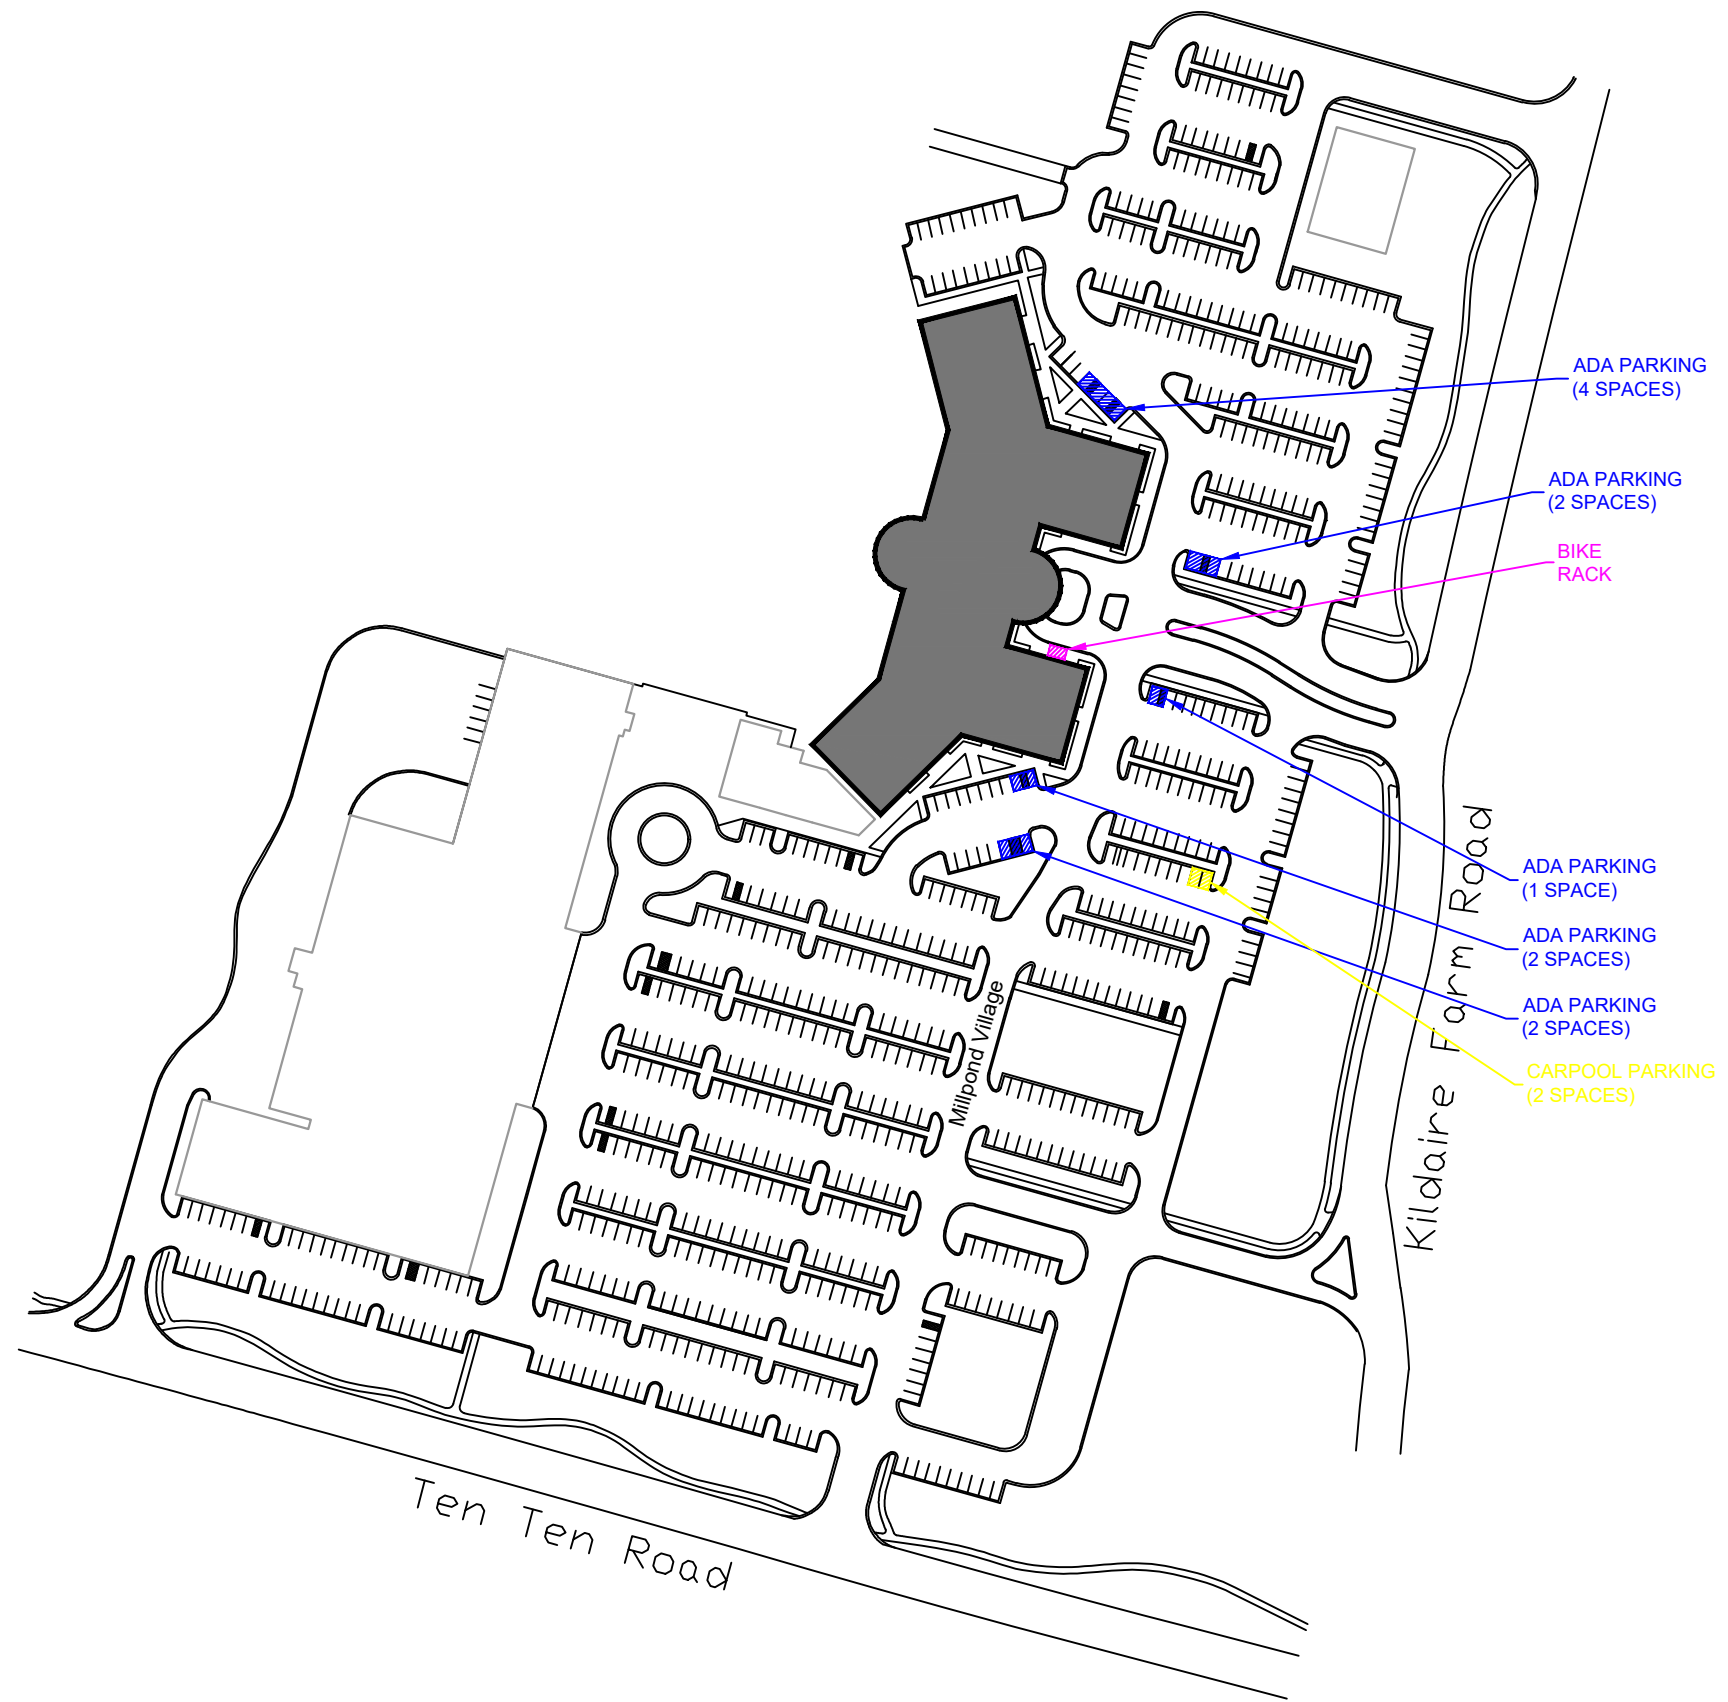 ADA PARKING
(4 SPACES)
ADA PARKING
(2 SPACES)
BIKE
RACK
ADA PARKING
(1 SPACE)
ADA PARKING
(2 SPACES)
ADA PARKING
(2 SPACES)
CARPOOL PARKING
(2 SPACES)
Kildaire Farm Road
Millpond Village
Ten Ten Road